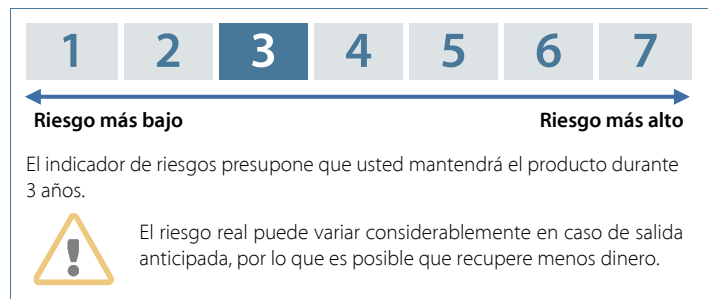 1 2 3 4 5 6 7
Riesgo más bajo Riesgo más alto
El indicador de riesgos presupone que usted mantendrá el producto durante
3 años.
El riesgo real puede variar considerablemente en caso de salida
anticipada, por lo que es posible que recupere menos dinero.